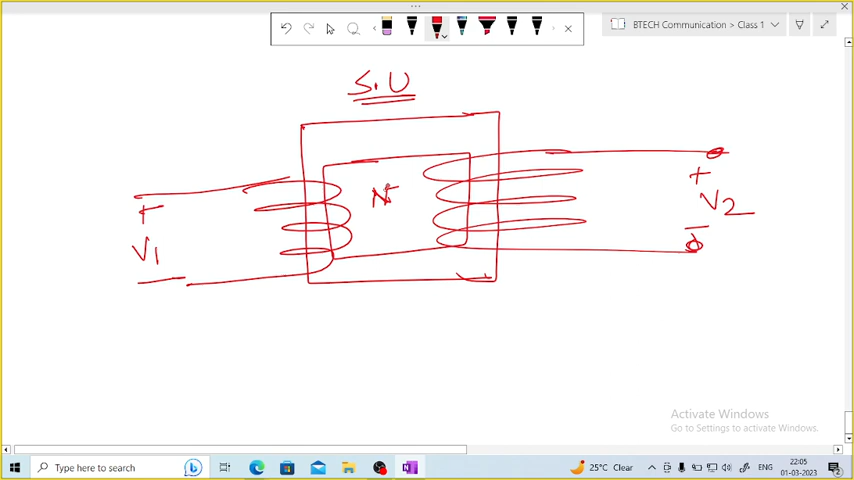 BTECH Communication > Class 1
S.U
N
+
V1
+
V2
Activate Windows
Go to Settings to activate Windows.
Type here to search
25°C Clear
ENG
22:05
01-03-2023
2